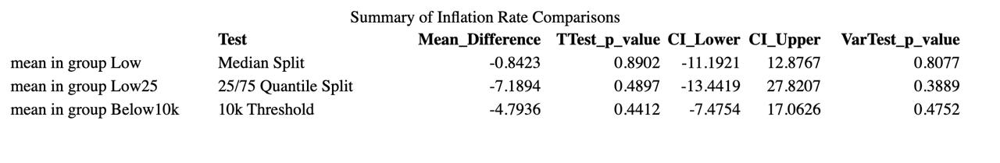 Summary of Inflation Rate Comparisons
Test Mean_Difference TTest_p_value CI_Lower CI_Upper VarTest_p_value
mean in group Low Median Split -0.8423 0.8902 -11.1921 12.8767 0.8077
mean in group Low25 25/75 Quantile Split -7.1894 0.4897 -13.4419 27.8207 0.3889
mean in group Below10k 10k Threshold -4.7936 0.4412 -7.4754 17.0626 0.4752